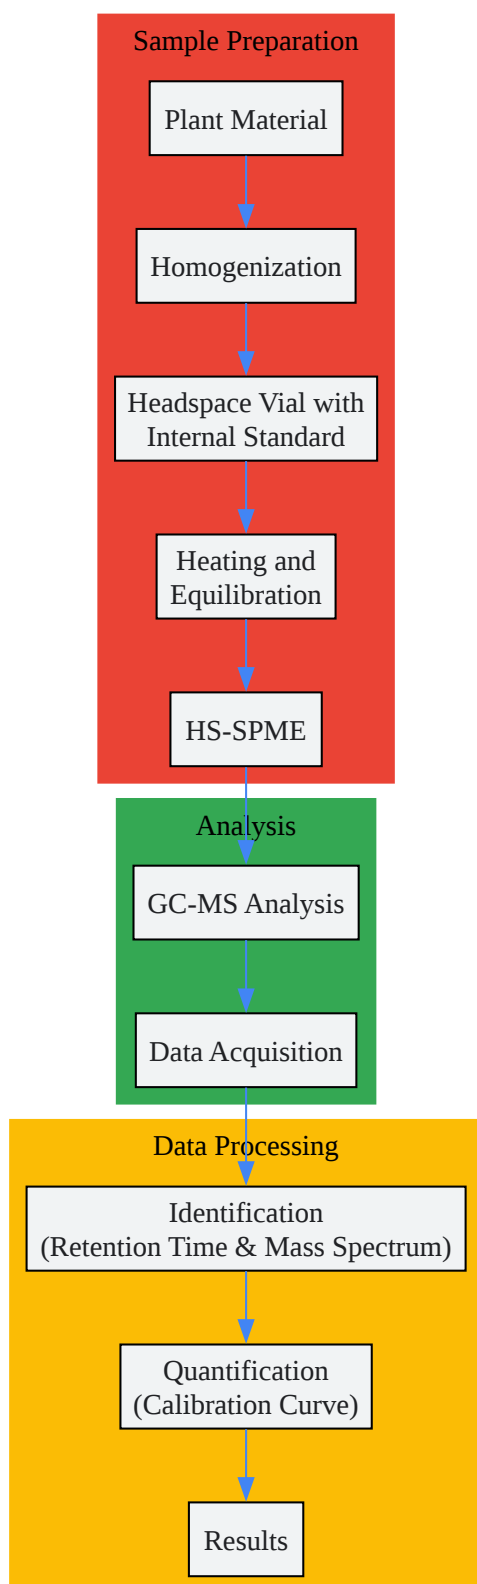 Sample Preparation
Plant Material
Homogenization
Headspace Vial with
Internal Standard
Heating and
Equilibration
HS-SPME
Analysis
GC-MS Analysis
Data Acquisition
Data Processing
Identification
(Retention Time & Mass Spectrum)
Quantification
(Calibration Curve)
Results